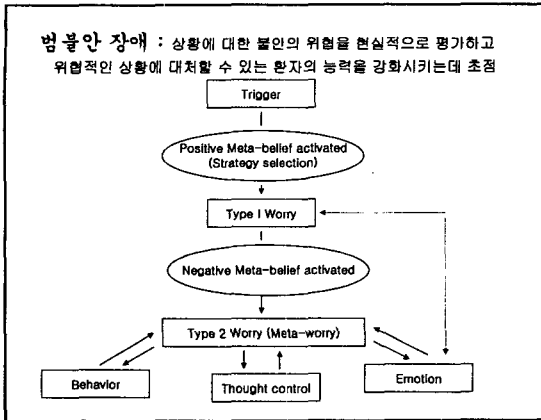 범불안 장애 : 상황에 대한 불안의 위협을 현실적으로 평가하고
위협적인 상황에 대처할 수 있는 환자의 능력을 강화시키는데 초점
Trigger
Positive Meta-belief activated
(Strategy selection)
Type I Worry
Negative Meta-belief activated
Type 2 Worry (Meta-worry)
Behavior
Thought control
Emotion